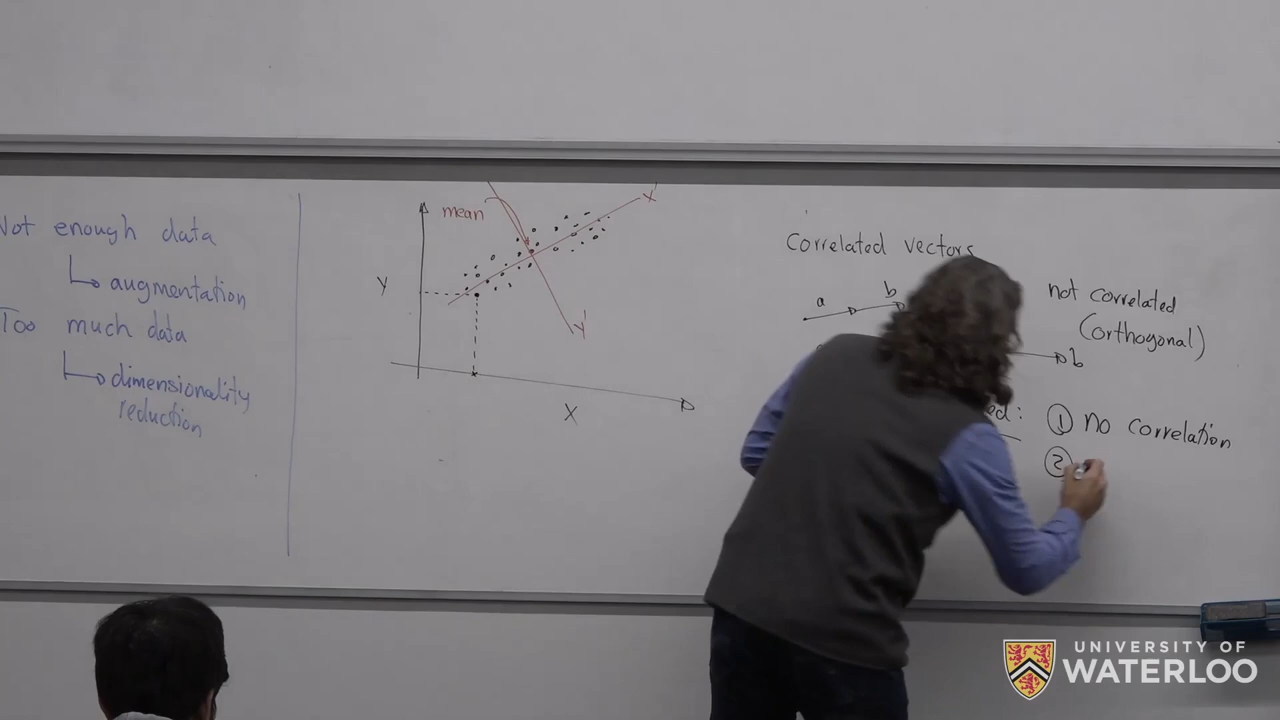 Not enough data
augmentation
Too much data
dimensionality
reduction
mean
X'
Y
Y'
X
Correlated vectors
a
b
not correlated
(orthogonal)
b
① no correlation
②
UNIVERSITY OF
WATERLOO